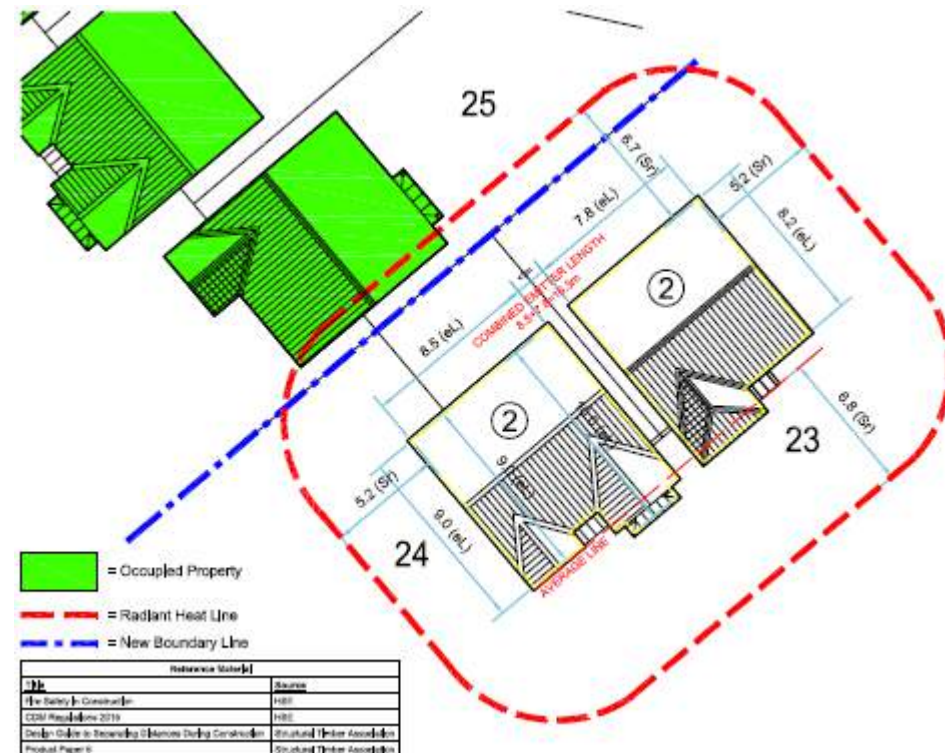 25
6.7 (Sr)
5.2 (Sr)
7.8 (eL)
8.2 (eL)
COMBINED EMITTER LENGTH
8.5 (eL)
2
2
23
6.8 (Sr)
5.2 (Sr)
9.0 (eL)
24
AVERAGE LINE
= Occupied Property
= Radiant Heat Line
= New Boundary Line
Reference Material
Title Source
Fire Safety in Construction HSE
CDM Regulations 2015 HSE
Design Guide to Separating Distances During Construction Structural Timber Association
Product Paper 6 Structural Timber Association